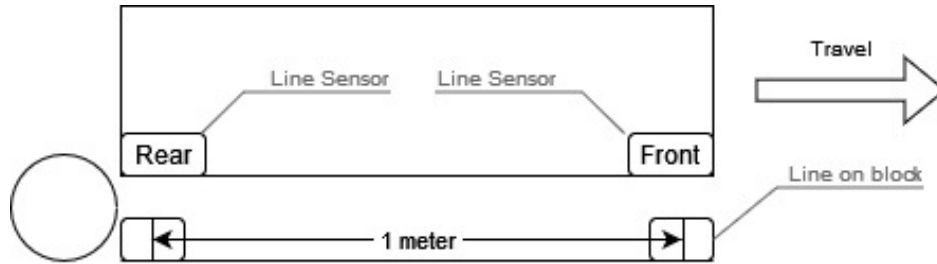 Travel
Line Sensor
Line Sensor
Rear
Front
Line on block
1 meter